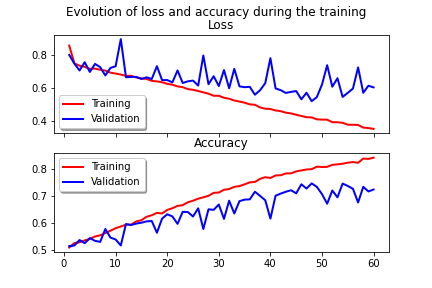 Evolution of loss and accuracy during the training
Loss
0.8
0.6
0.4
Training
Validation
Accuracy
0.8
0.7
0.6
0.5
Training
Validation
0 10 20 30 40 50 60